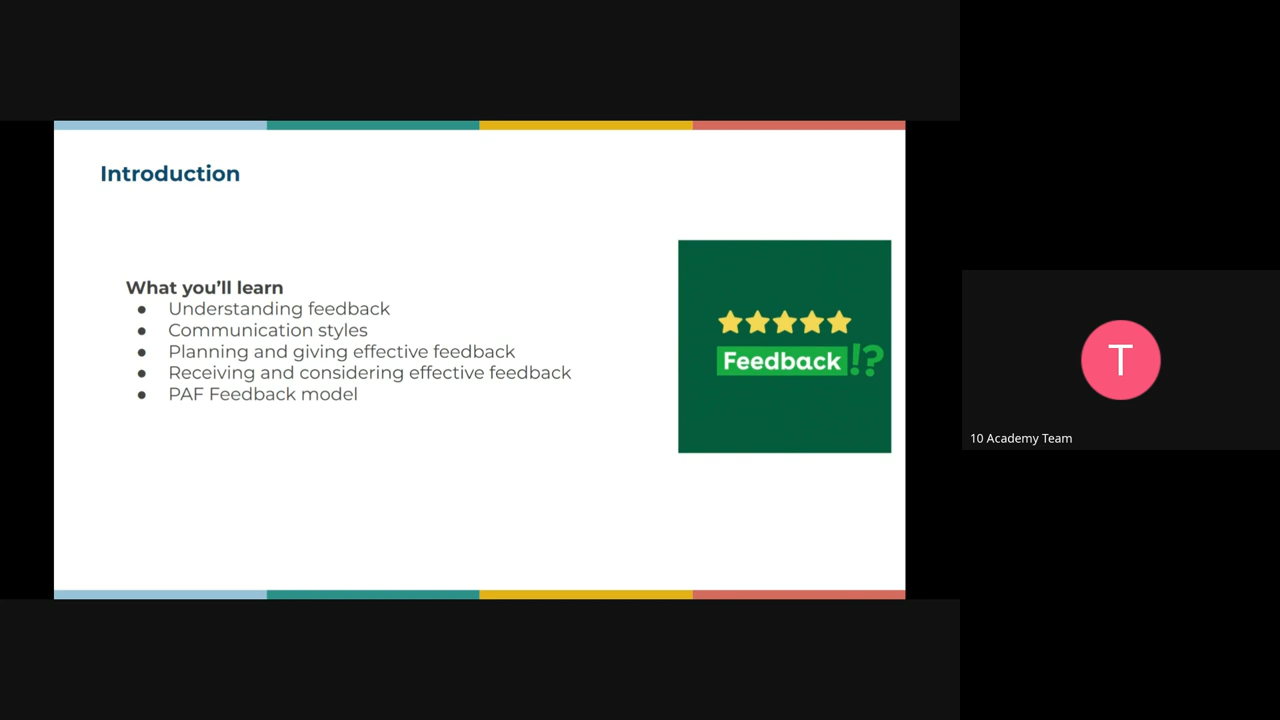 Introduction
What you’ll learn
● Understanding feedback
● Communication styles
● Planning and giving effective feedback
● Receiving and considering effective feedback
● PAF Feedback model
Feedback!?
T
10 Academy Team